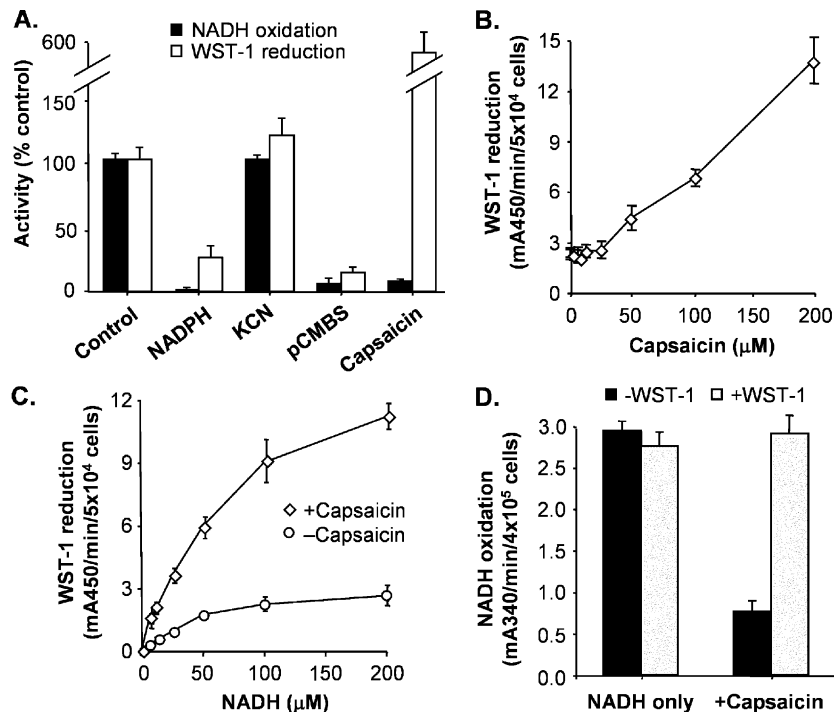 A.
NADH oxidation
WST-1 reduction
Activity (% control)
600
150
100
50
0
Control
NADPH
KCN
pCMBS
Capsaicin
B.
WST-1 reduction
(mA450/min/5x10⁴ cells)
15
12
9
6
3
0
0
50
100
150
200
Capsaicin (µM)
C.
WST-1 reduction
(mA450/min/5x10⁴ cells)
12
9
6
3
0
+Capsaicin
–Capsaicin
0
50
100
150
200
NADH (µM)
D.
-WST-1
+WST-1
NADH oxidation
(mA340/min/4x10⁵ cells)
3.0
2.5
2.0
1.5
1.0
0.5
0.0
NADH only
+Capsaicin